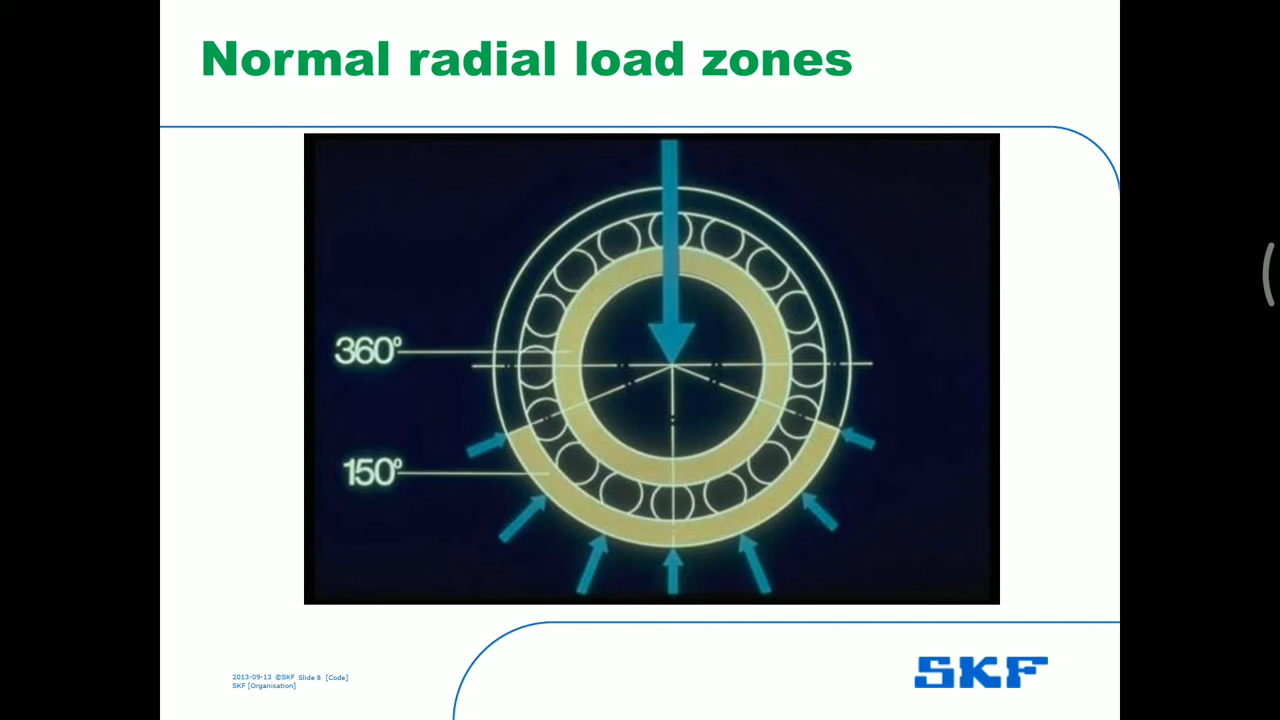 Normal radial load zones
360°
150°
2013-09-13 ©SKF Slide 8 [Code]
SKF [Organisation]
SKF